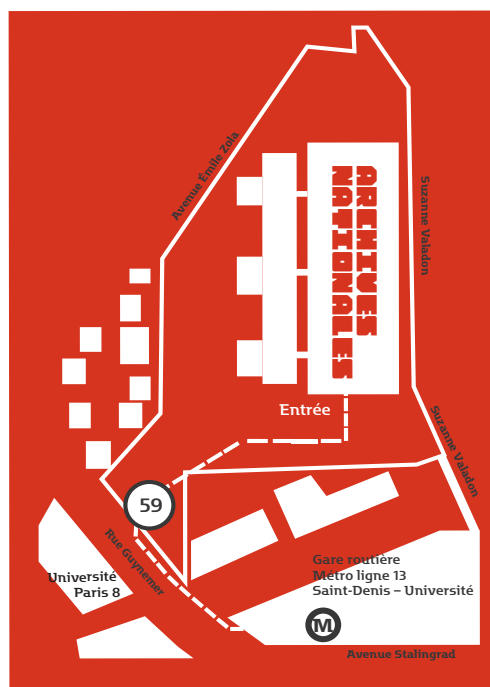 Avenue Émile Zola
Suzanne Valadon
ARCHIVES
NATIONALES
Entrée
Suzanne Valadon
59
Rue Guynemer
Université
Paris 8
Gare routière
Métro ligne 13
Saint-Denis – Université
M
Avenue Stalingrad